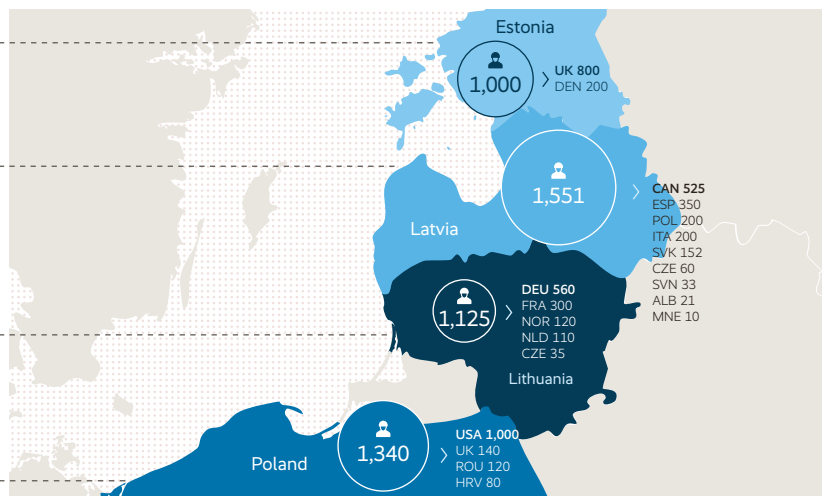 Estonia
1,000
UK 800
DEN 200
1,551
CAN 525
ESP 350
POL 200
ITA 200
SVK 152
CZE 60
SVN 33
ALB 21
MNE 10
Latvia
1,125
DEU 560
FRA 300
NOR 120
NLD 110
CZE 35
Lithuania
Poland
1,340
USA 1,000
UK 140
ROU 120
HRV 80